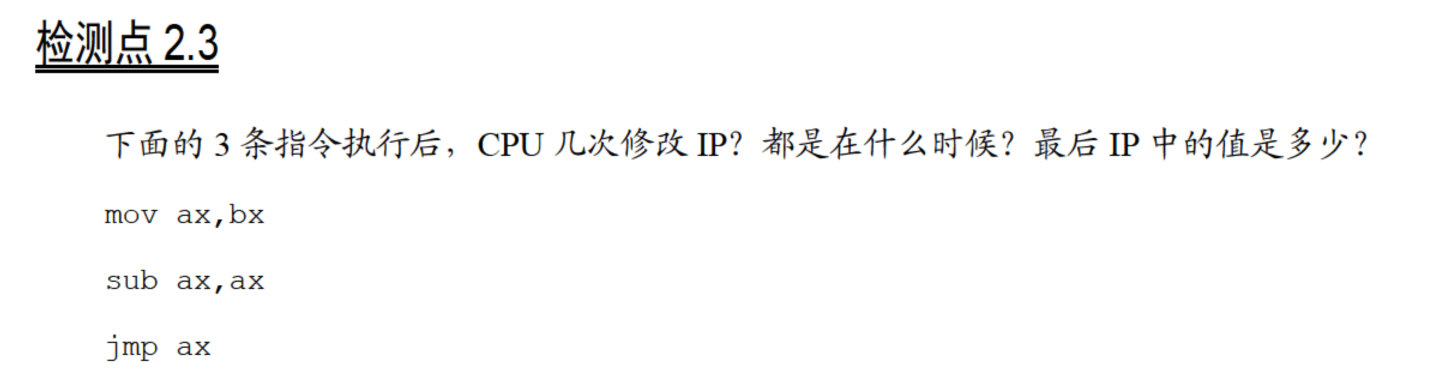 检测点 2.3
下面的 3 条指令执行后，CPU 几次修改 IP？都是在什么时候？最后 IP 中的值是多少？
mov ax,bx
sub ax,ax
jmp ax